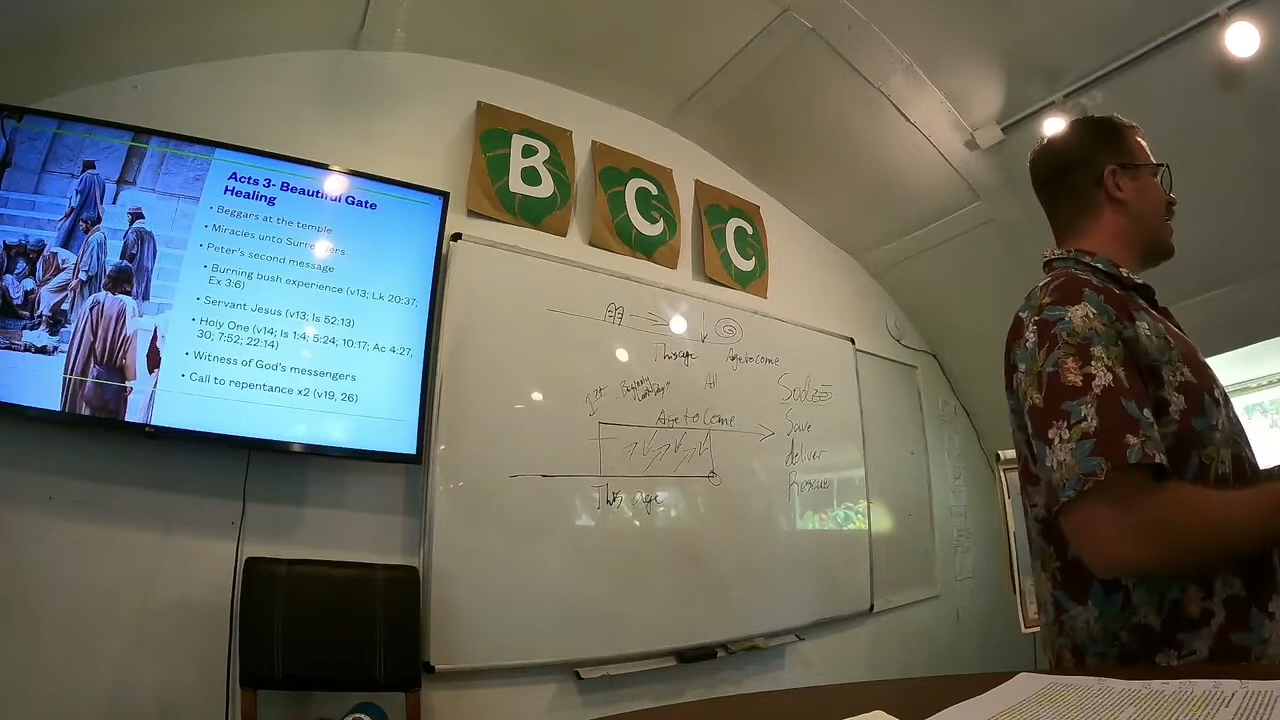 Acts 3- Beautiful Gate
Healing
• Beggars at the temple
• Miracles unto Surrenders
• Peter's second message
• Burning bush experience (v13; Lk 20:37;
Ex 3:6)
• Servant Jesus (v13; Is 52:13)
• Holy One (v14; Is 1:4; 5:24; 10:17; Ac 4:27,
30; 7:52; 22:14)
• Witness of God's messengers
• Call to repentance x2 (v19, 26)
B C C
This age Age to come
1st
Age to Come
This age
Save
deliver
Rescue